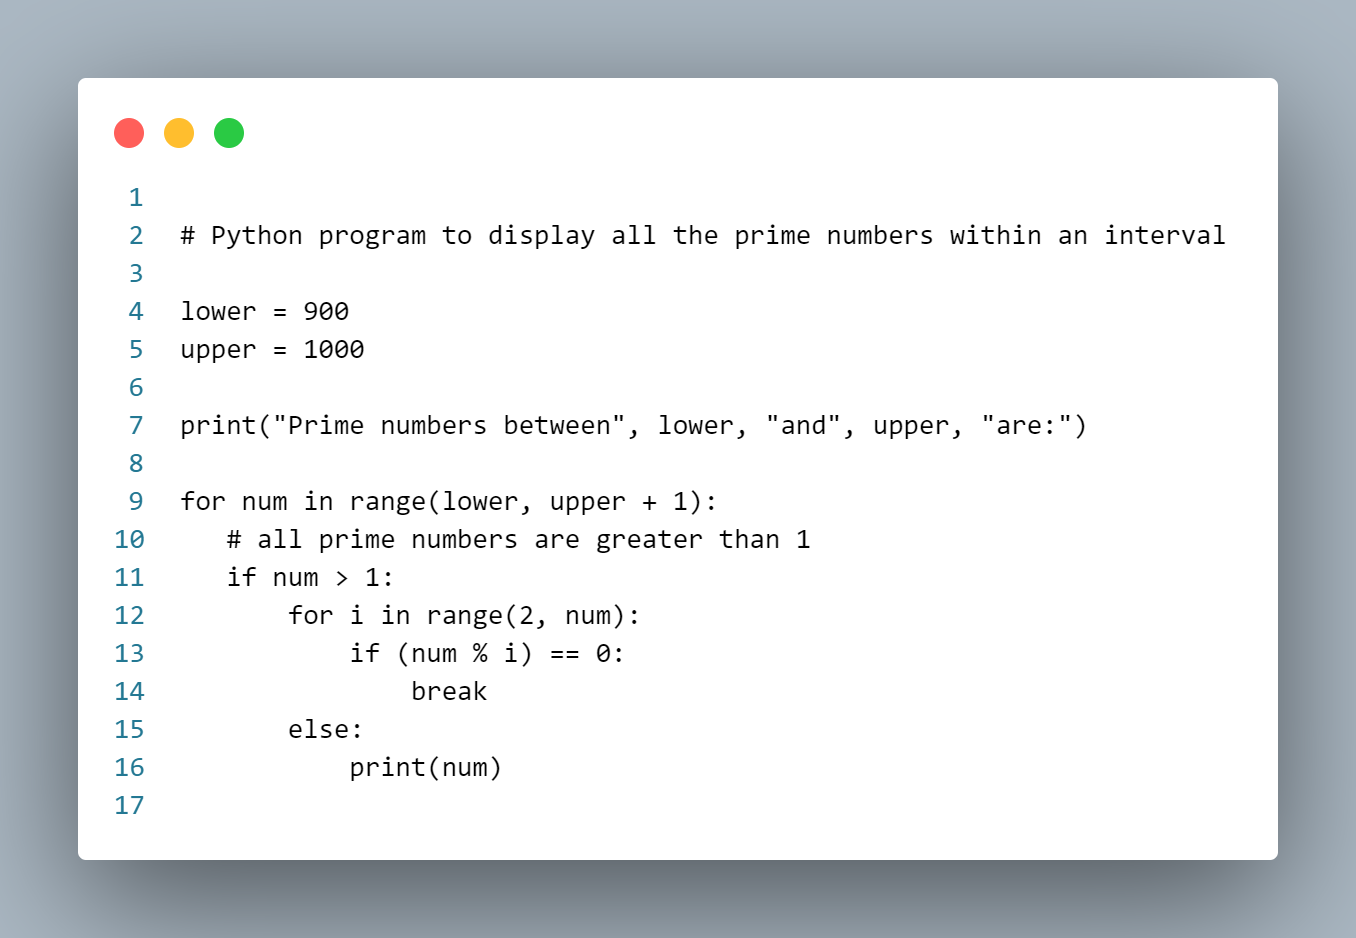 1
2 # Python program to display all the prime numbers within an interval
3
4 lower = 900
5 upper = 1000
6
7 print("Prime numbers between", lower, "and", upper, "are:")
8
9 for num in range(lower, upper + 1):
10    # all prime numbers are greater than 1
11    if num > 1:
12        for i in range(2, num):
13            if (num % i) == 0:
14                break
15        else:
16            print(num)
17